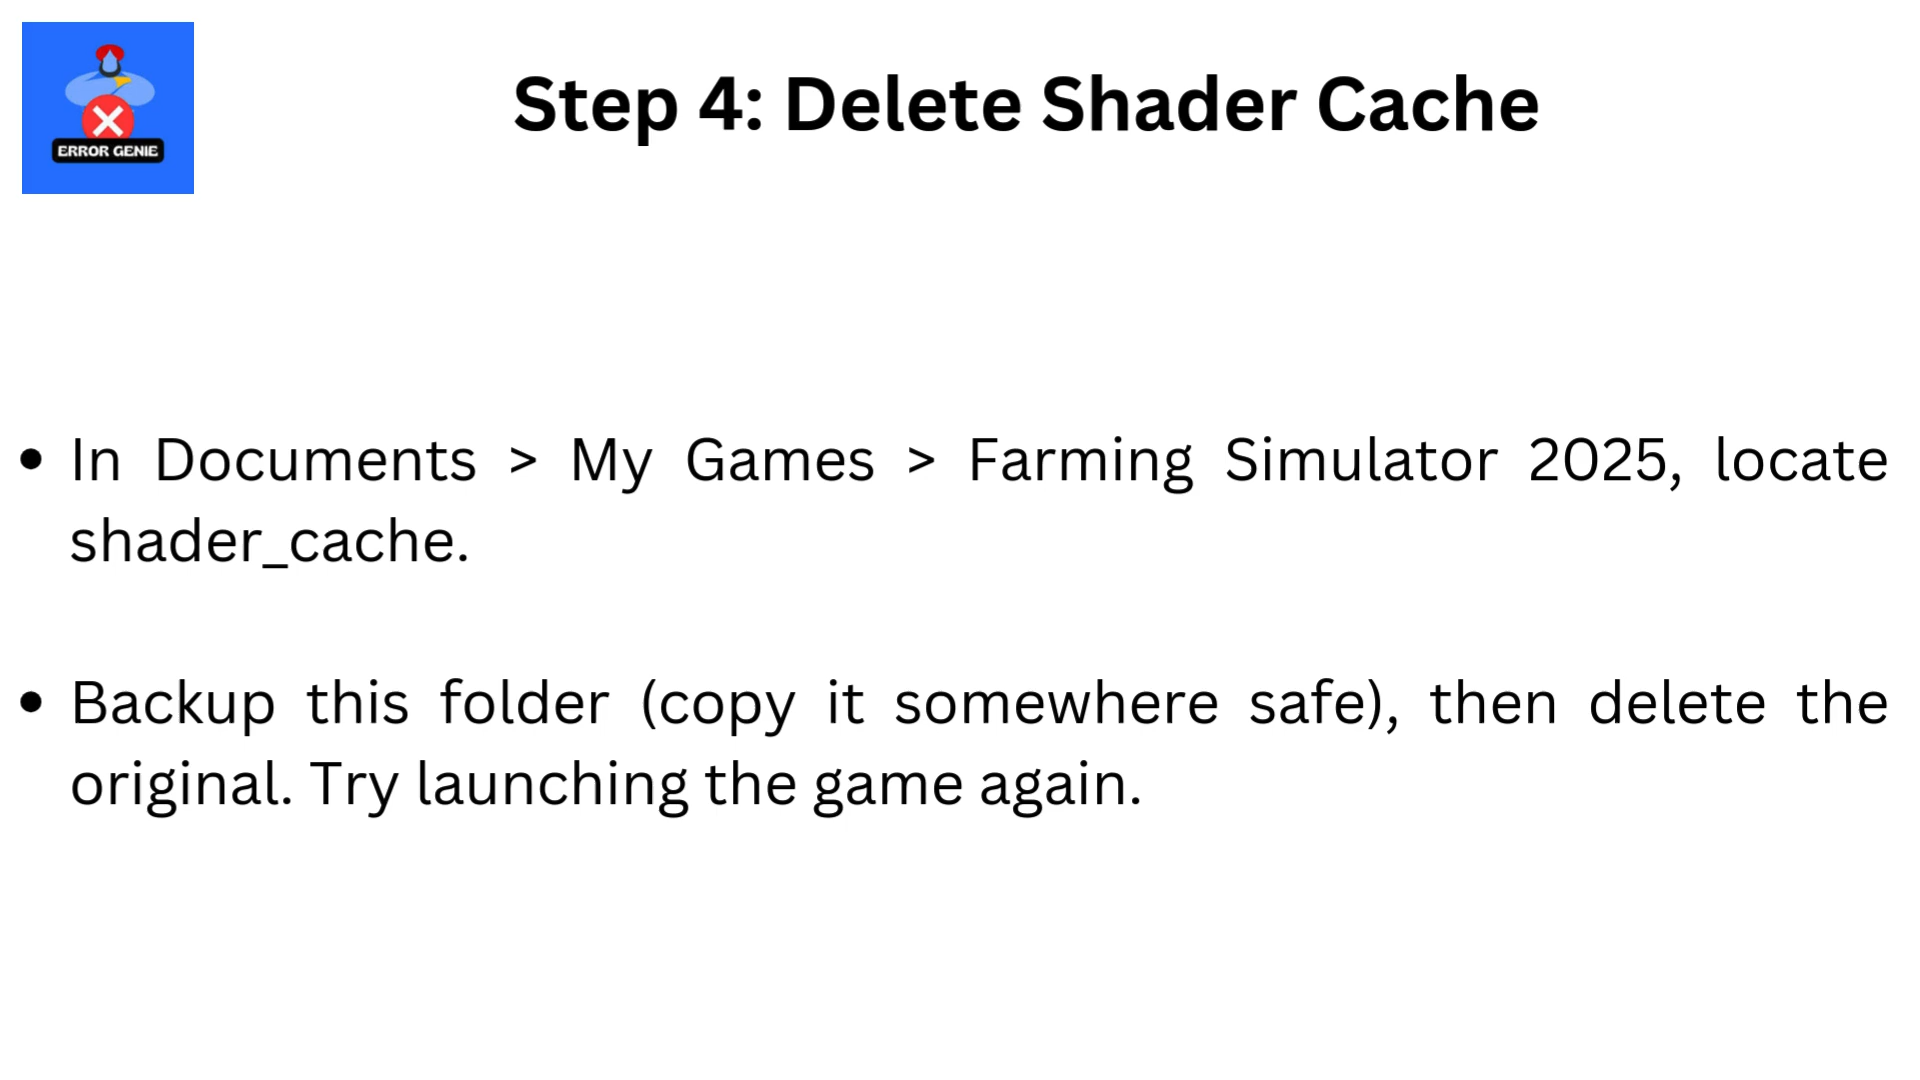 ERROR GENIE
Step 4: Delete Shader Cache
• In Documents > My Games > Farming Simulator 2025, locate
shader_cache.
• Backup this folder (copy it somewhere safe), then delete the
original. Try launching the game again.